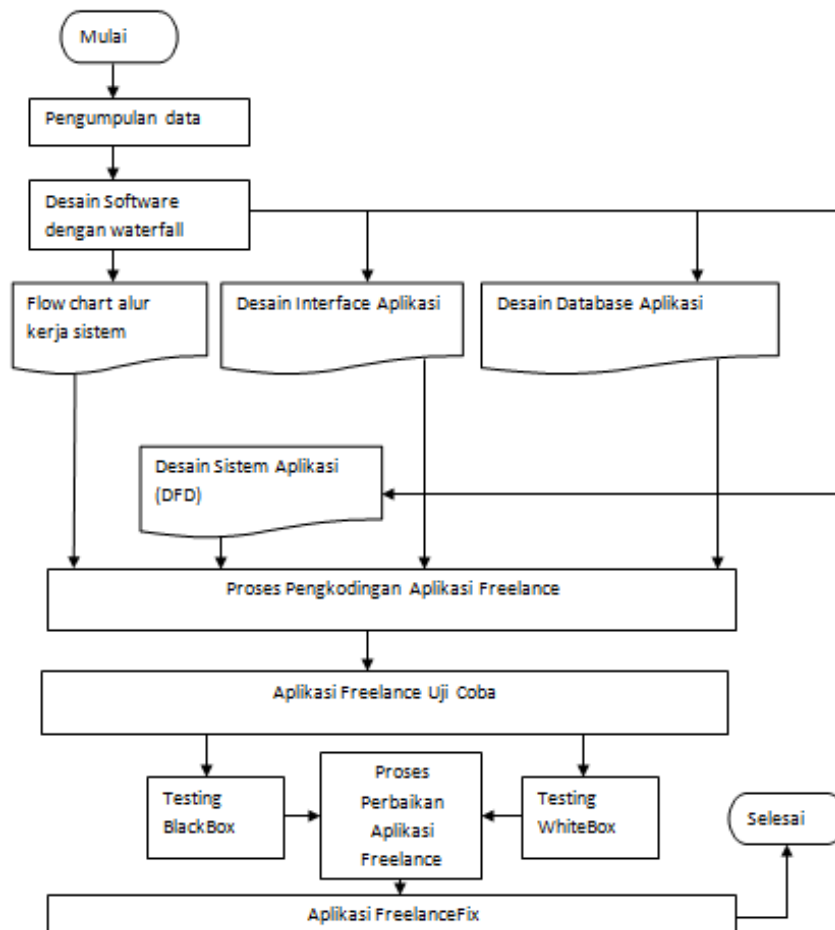 Mulai
Pengumpulan data
Desain Software
dengan waterfall
Flow chart alur
kerja sistem
Desain Interface Aplikasi
Desain Database Aplikasi
Desain Sistem Aplikasi
(DFD)
Proses Pengkodingan Aplikasi Freelance
Aplikasi Freelance Uji Coba
Testing
BlackBox
Proses
Perbaikan
Aplikasi
Freelance
Testing
WhiteBox
Selesai
Aplikasi FreelanceFix